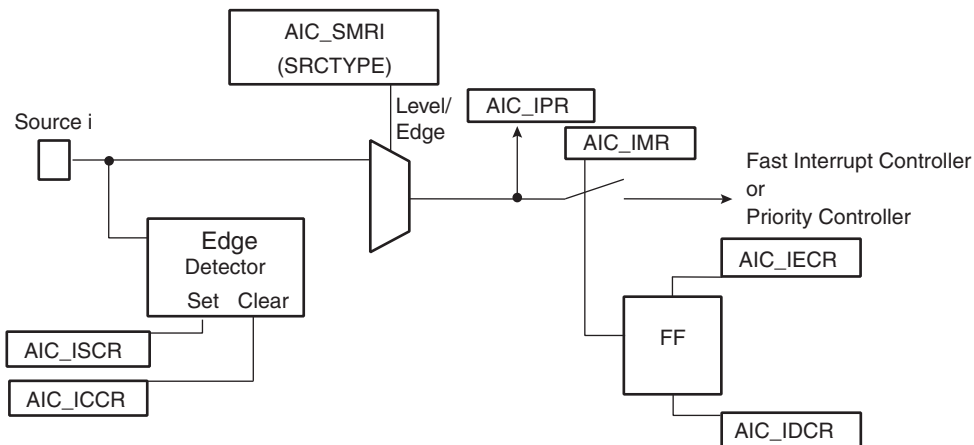 AIC_SMRI
(SRCTYPE)
Level/
Edge
AIC_IPR
AIC_IMR
Source i
Fast Interrupt Controller
or
Priority Controller
Edge
Detector
Set Clear
AIC_IECR
FF
AIC_ISCR
AIC_ICCR
AIC_IDCR